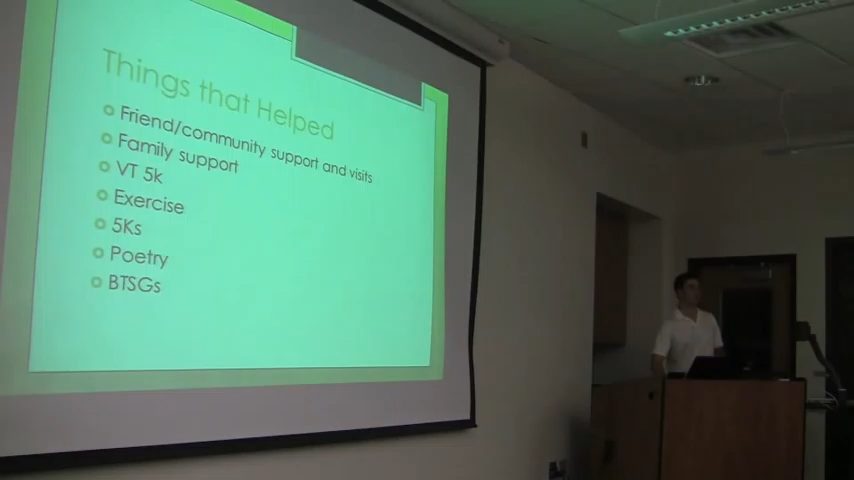 Things that Helped
Friend/community support and visits
Family support
VT 5k
Exercise
5Ks
Poetry
BTSGs